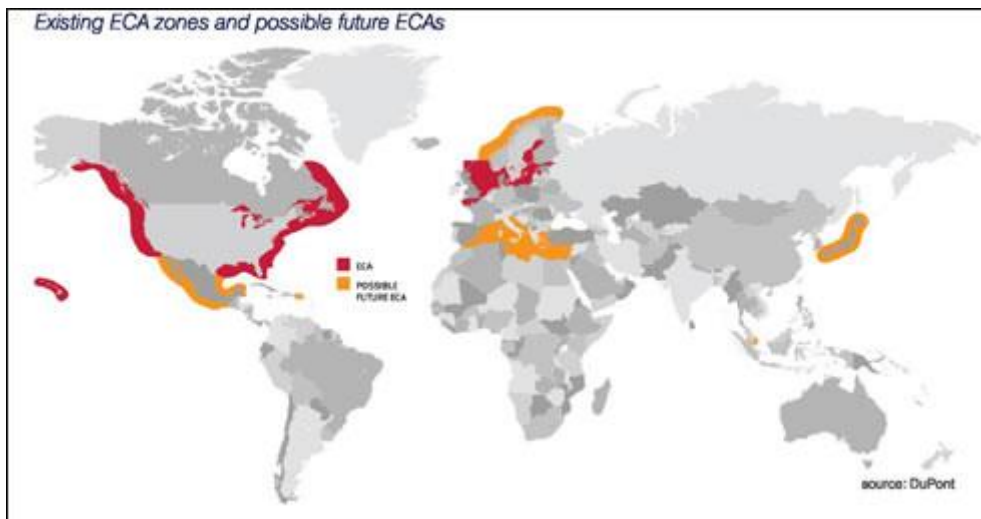 Existing ECA zones and possible future ECAs
ECA
POSSIBLE
FUTURE ECA
source: DuPont